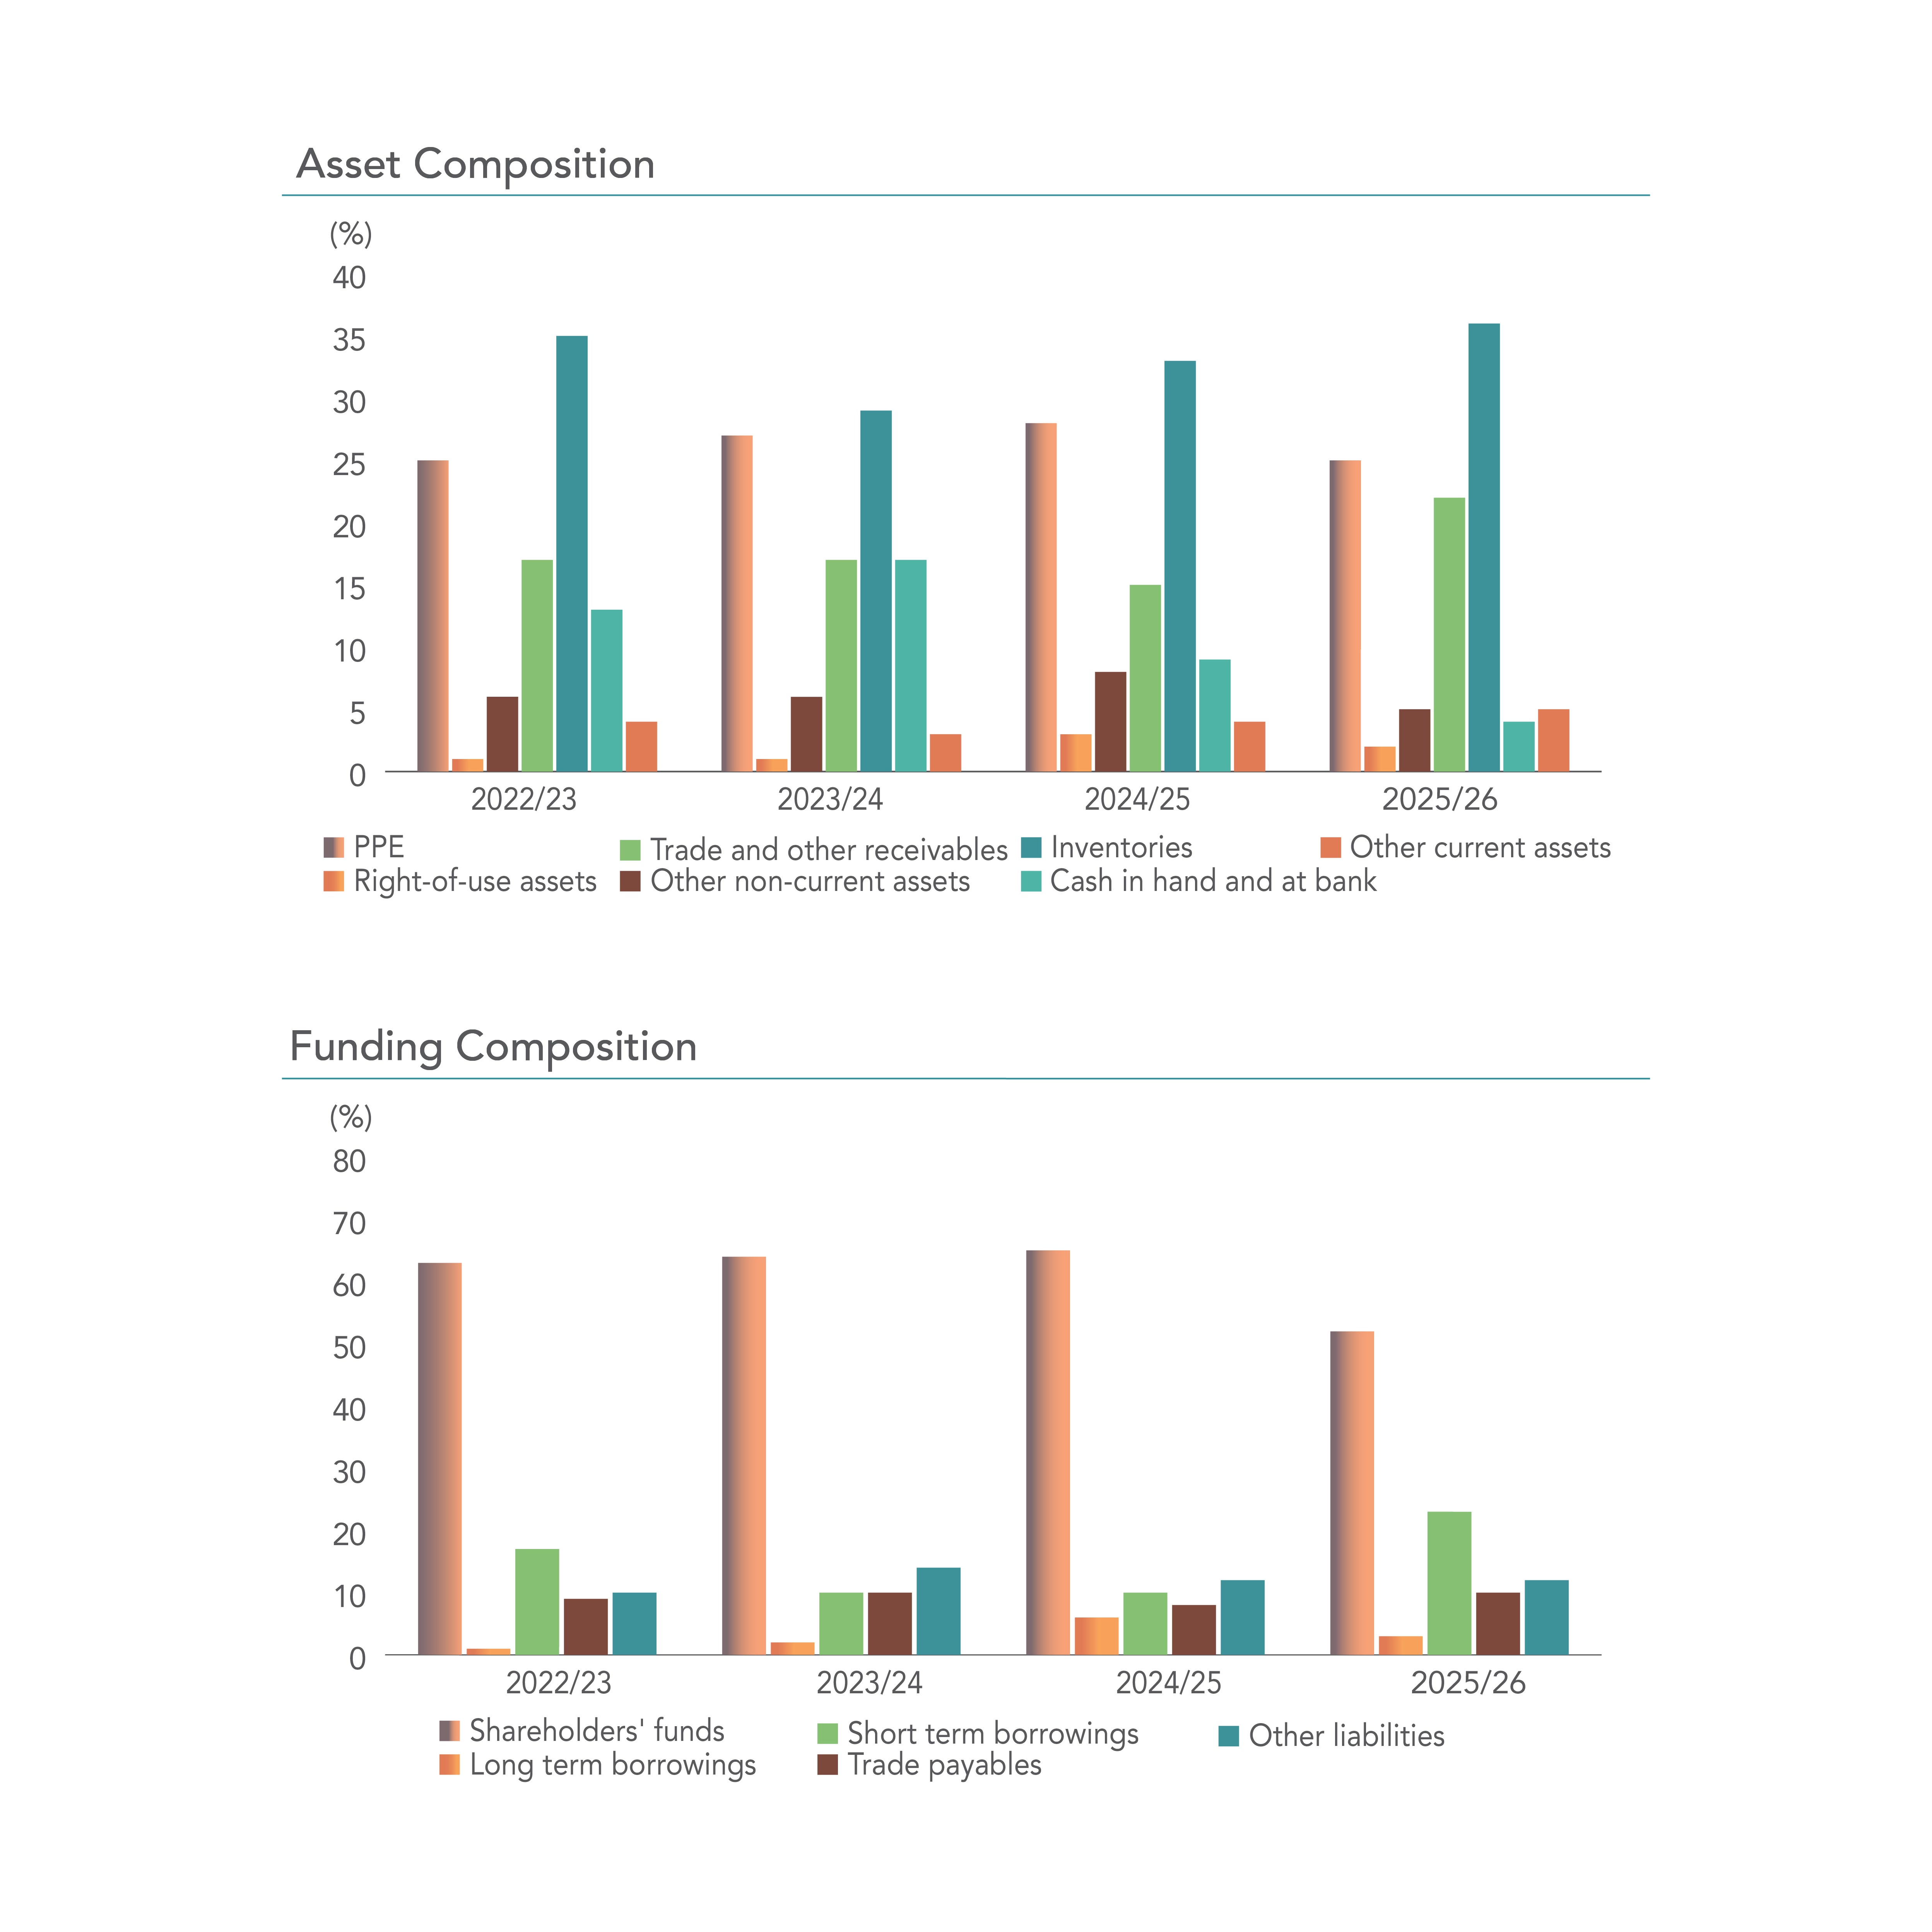 Asset Composition
(%)
40
35
30
25
20
15
10
5
0
2022/23 2023/24 2024/25 2025/26
PPE Trade and other receivables Inventories Other current assets
Right-of-use assets Other non-current assets Cash in hand and at bank
Funding Composition
(%)
80
70
60
50
40
30
20
10
0
2022/23 2023/24 2024/25 2025/26
Shareholders' funds Short term borrowings Other liabilities
Long term borrowings Trade payables